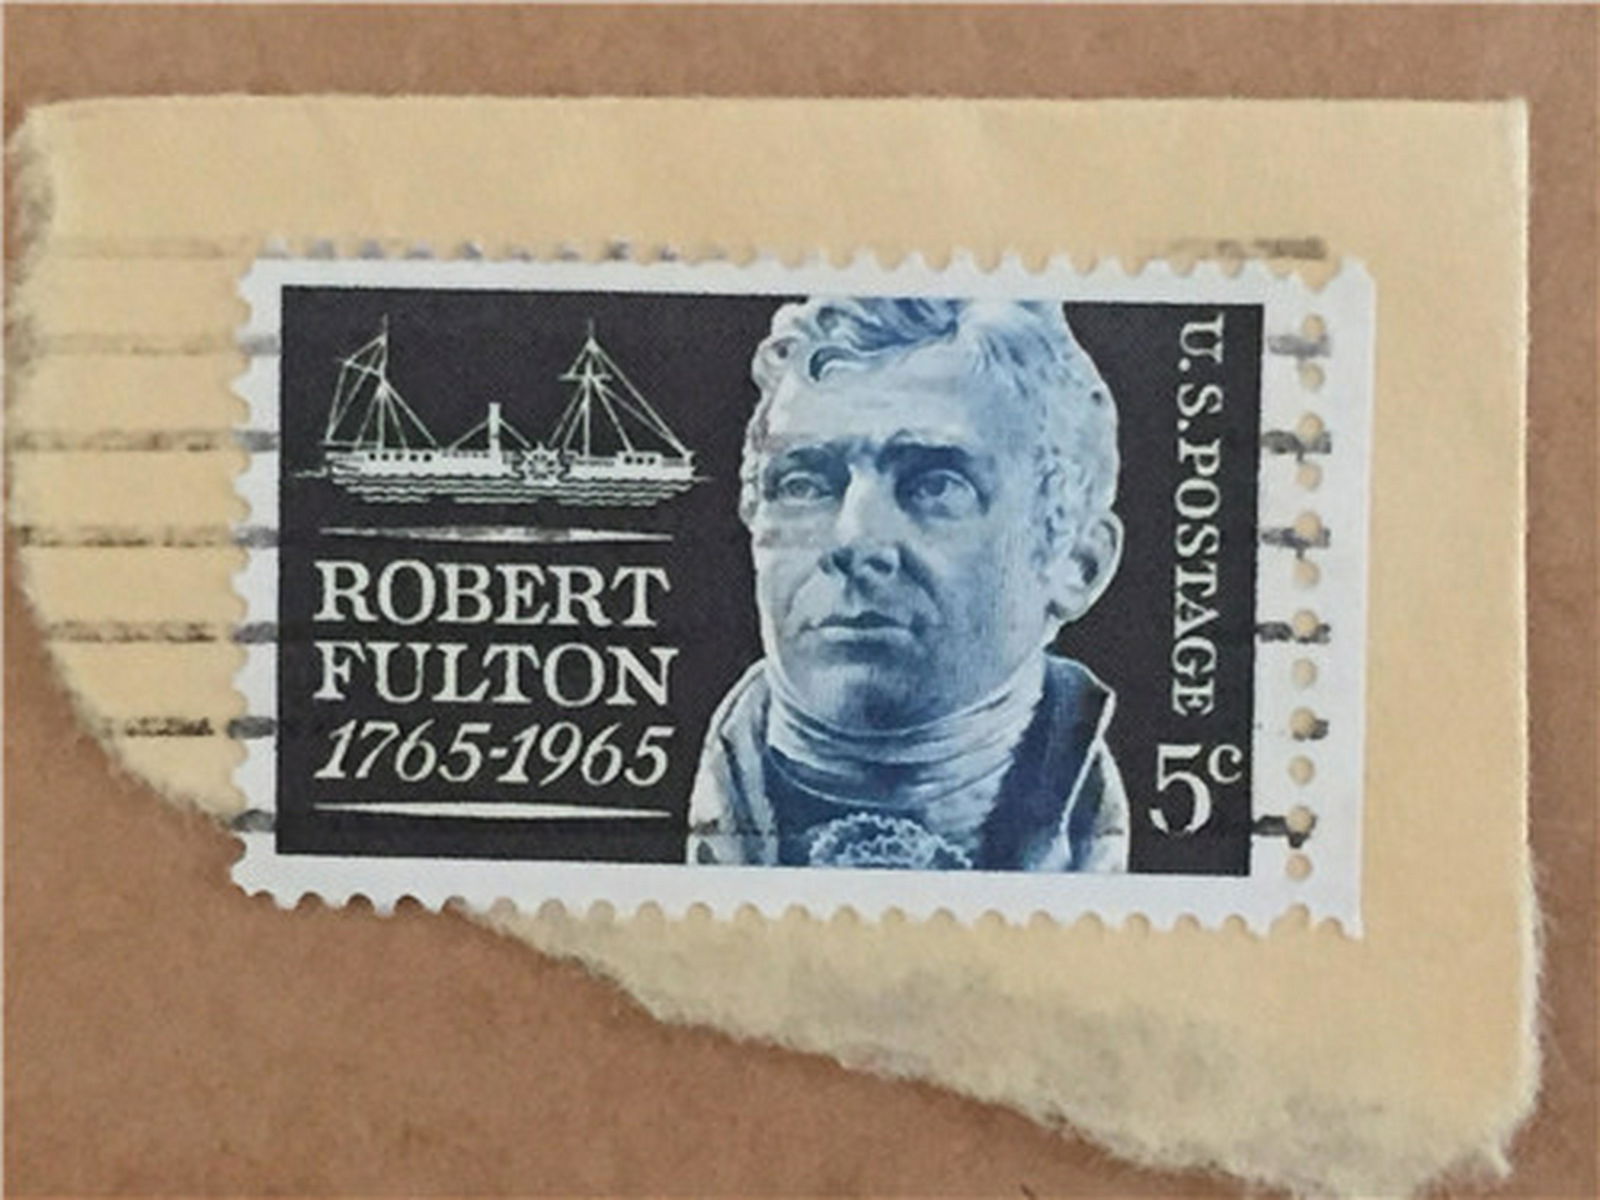 ROBERT
FULTON
1765-1965
U.S.POSTAGE
5c